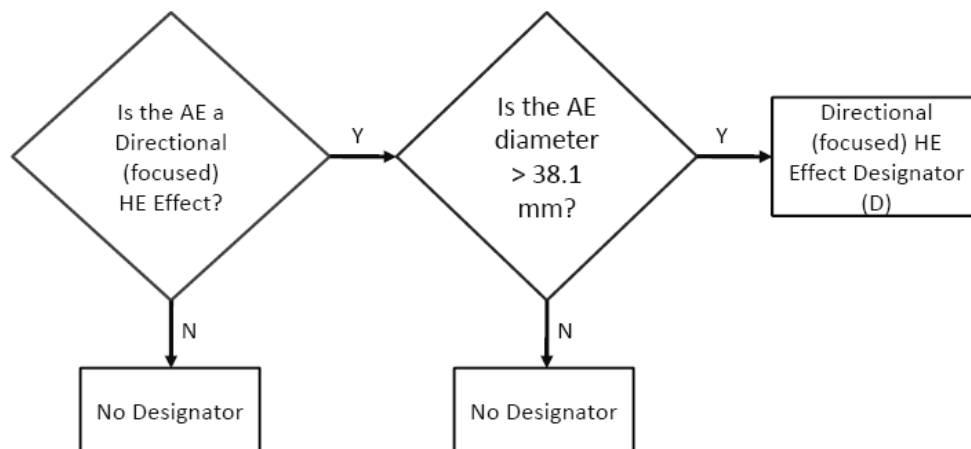 Is the AE a
Directional
(focused)
HE Effect?
Y
Is the AE
diameter
> 38.1
mm?
Y
Directional
(focused) HE
Effect Designator
(D)
N
No Designator
N
No Designator